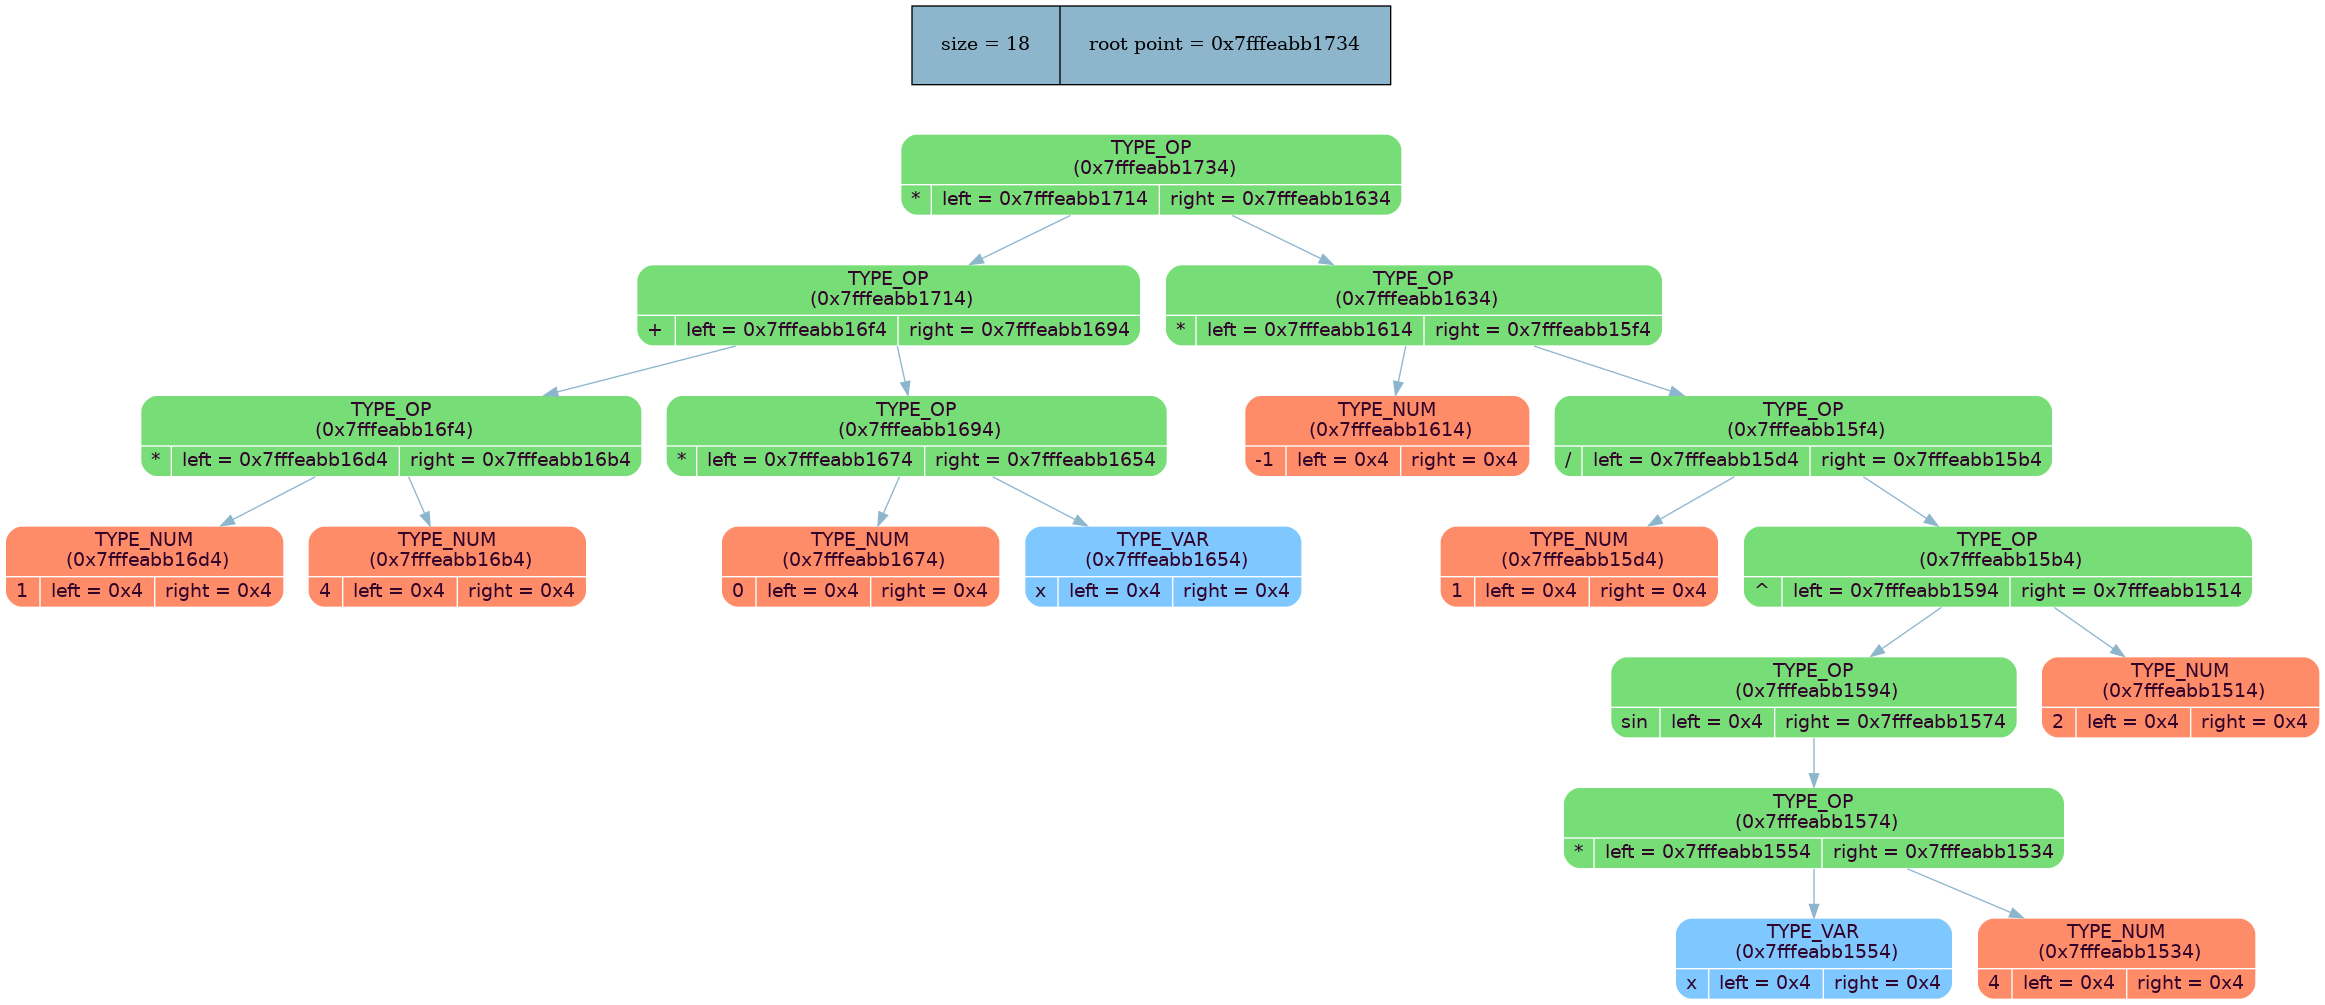 size = 18
root point = 0x7fffeabb1734
TYPE_OP
(0x7fffeabb1734)
* left = 0x7fffeabb1714 right = 0x7fffeabb1634
TYPE_OP
(0x7fffeabb1714)
+ left = 0x7fffeabb16f4 right = 0x7fffeabb1694
TYPE_OP
(0x7fffeabb1634)
* left = 0x7fffeabb1614 right = 0x7fffeabb15f4
TYPE_OP
(0x7fffeabb16f4)
* left = 0x7fffeabb16d4 right = 0x7fffeabb16b4
TYPE_OP
(0x7fffeabb1694)
* left = 0x7fffeabb1674 right = 0x7fffeabb1654
TYPE_NUM
(0x7fffeabb1614)
-1 left = 0x4 right = 0x4
TYPE_OP
(0x7fffeabb15f4)
/ left = 0x7fffeabb15d4 right = 0x7fffeabb15b4
TYPE_NUM
(0x7fffeabb16d4)
1 left = 0x4 right = 0x4
TYPE_NUM
(0x7fffeabb16b4)
4 left = 0x4 right = 0x4
TYPE_NUM
(0x7fffeabb1674)
0 left = 0x4 right = 0x4
TYPE_VAR
(0x7fffeabb1654)
x left = 0x4 right = 0x4
TYPE_NUM
(0x7fffeabb15d4)
1 left = 0x4 right = 0x4
TYPE_OP
(0x7fffeabb15b4)
^ left = 0x7fffeabb1594 right = 0x7fffeabb1514
TYPE_OP
(0x7fffeabb1594)
sin left = 0x4 right = 0x7fffeabb1574
TYPE_NUM
(0x7fffeabb1514)
2 left = 0x4 right = 0x4
TYPE_OP
(0x7fffeabb1574)
* left = 0x7fffeabb1554 right = 0x7fffeabb1534
TYPE_VAR
(0x7fffeabb1554)
x left = 0x4 right = 0x4
TYPE_NUM
(0x7fffeabb1534)
4 left = 0x4 right = 0x4